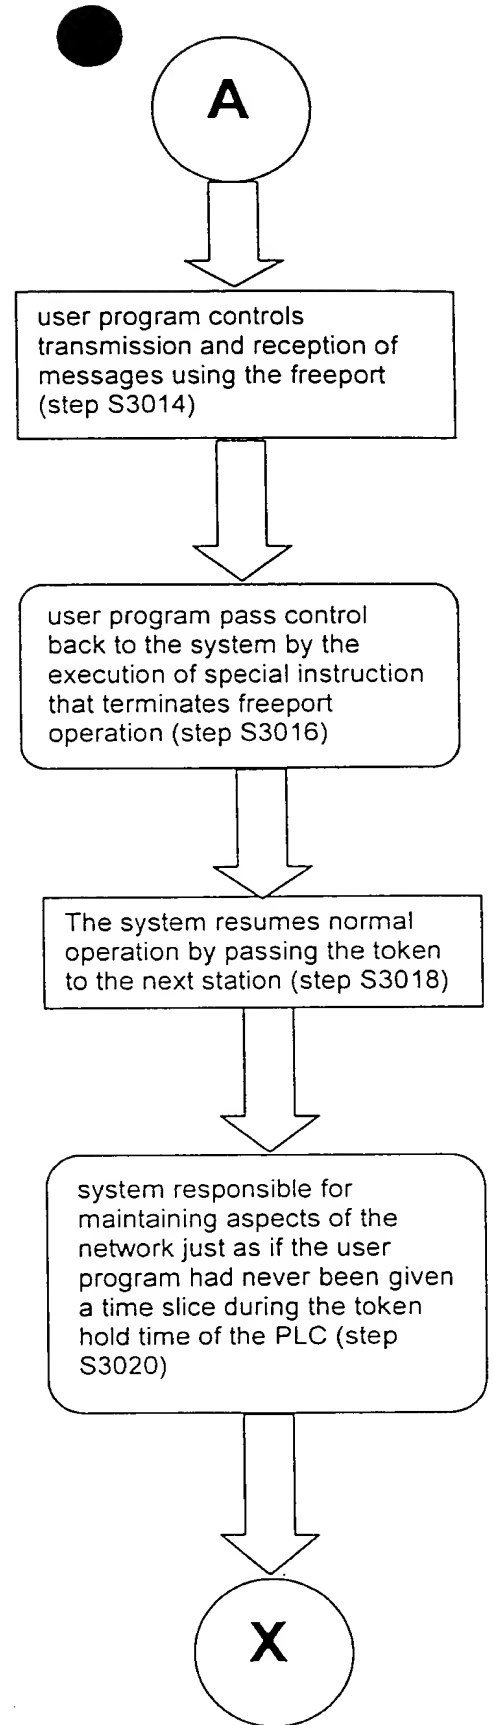 A
user program controls
transmission and reception of
messages using the freeport
(step S3014)
user program pass control
back to the system by the
execution of special instruction
that terminates freeport
operation (step S3016)
The system resumes normal
operation by passing the token
to the next station (step S3018)
system responsible for
maintaining aspects of the
network just as if the user
program had never been given
a time slice during the token
hold time of the PLC (step
S3020)
X